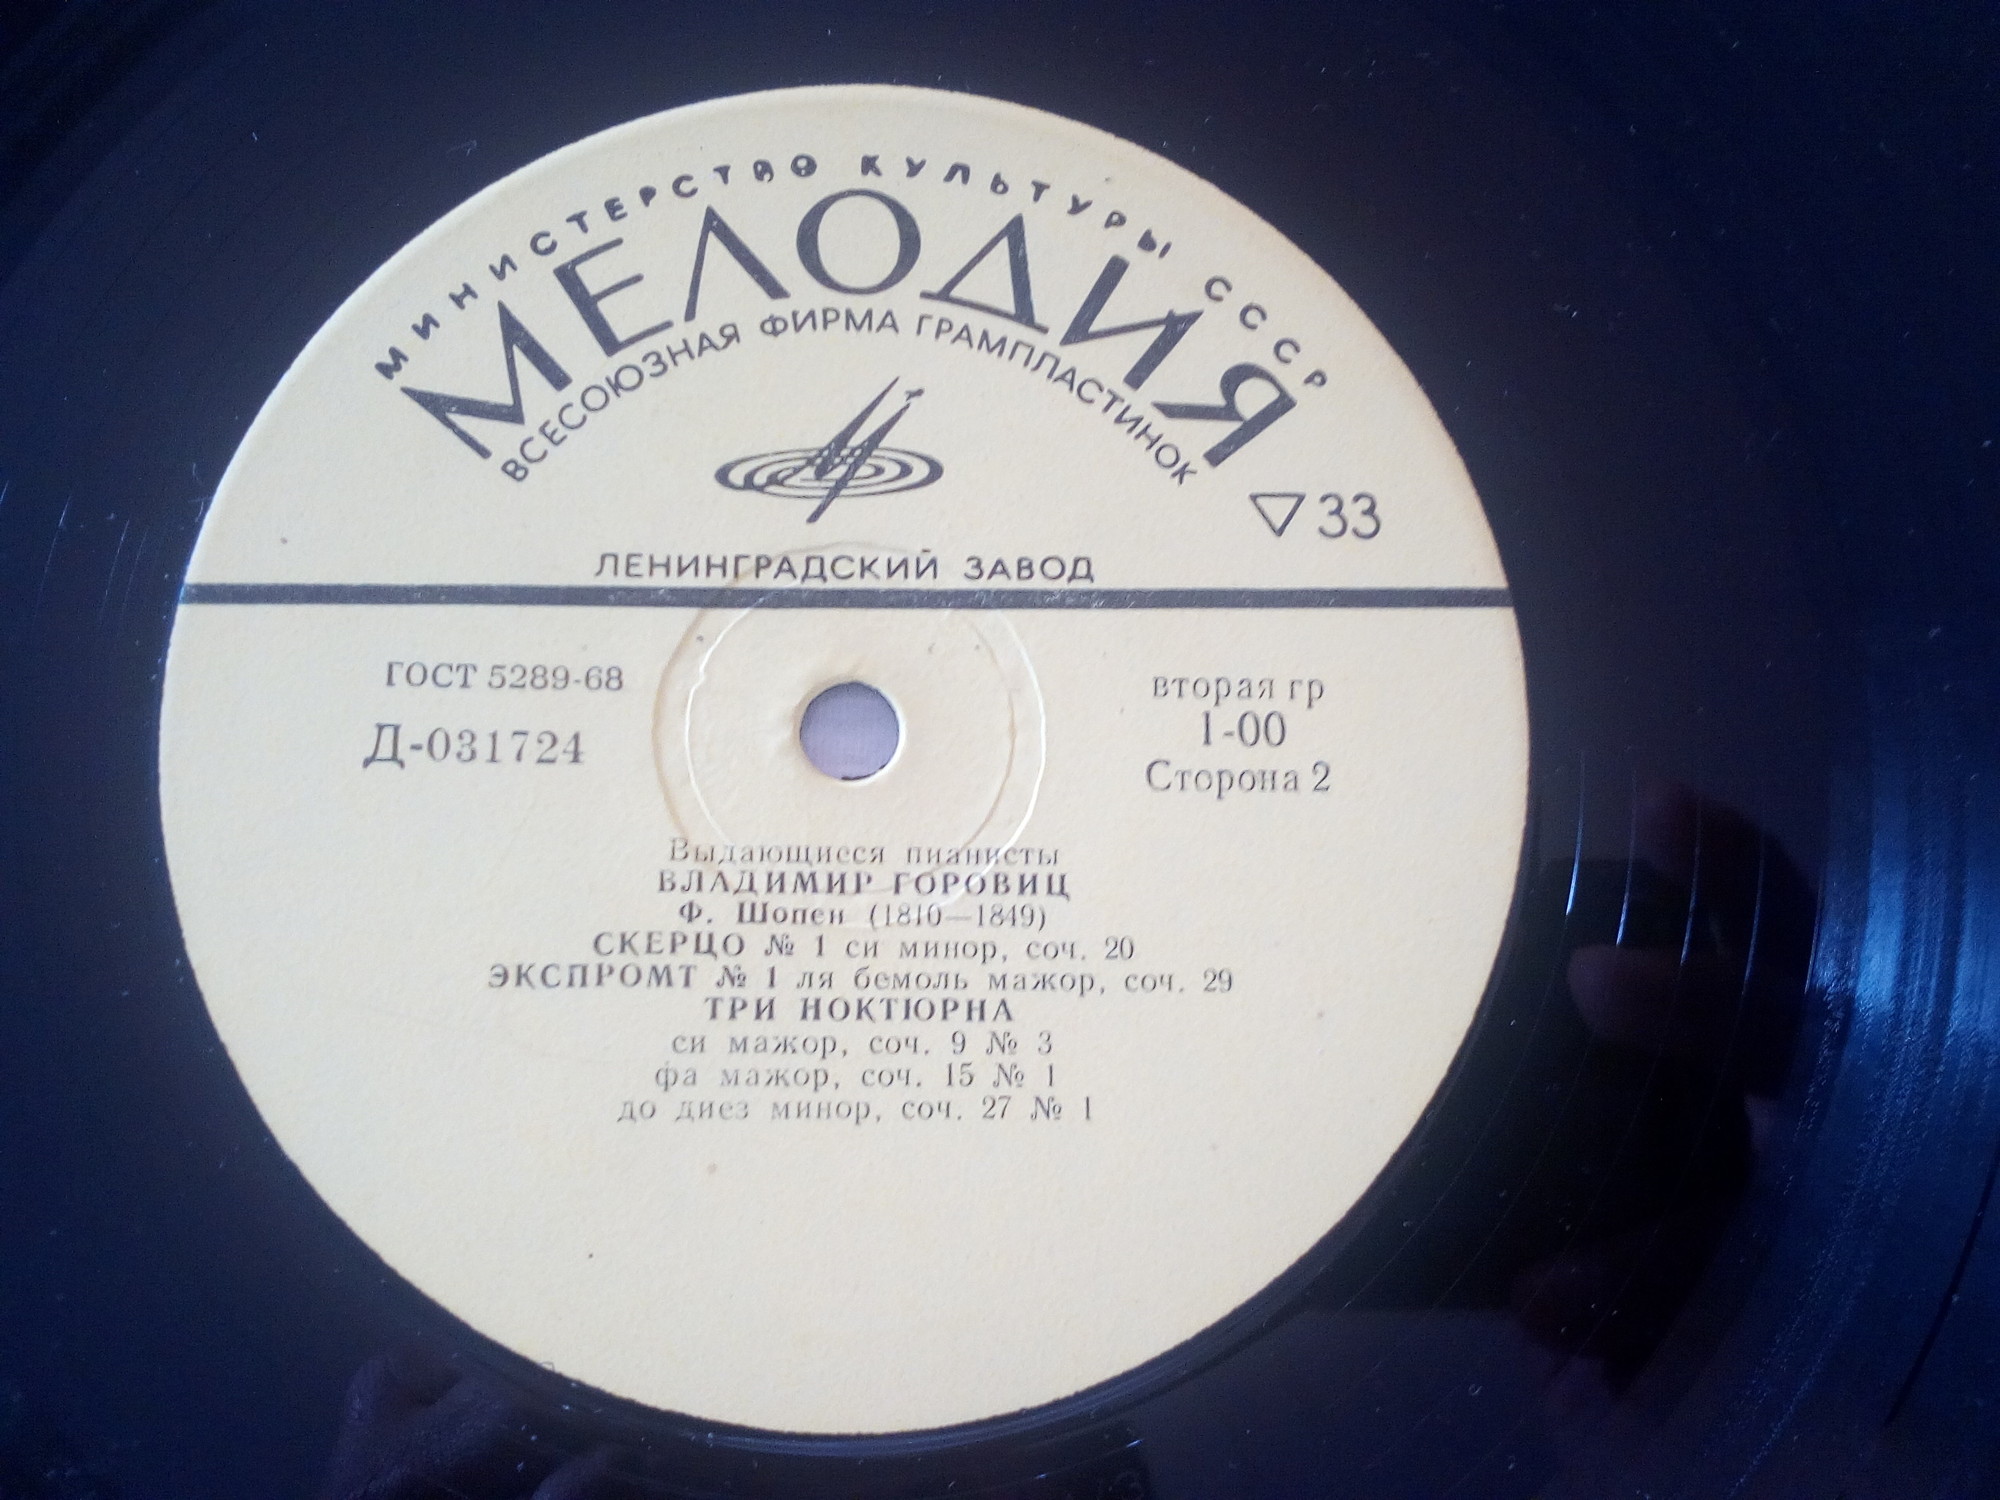 МИНИСТЕРСТВО КУЛЬТУРЫ СССР
МЕЛОДИЯ
ВСЕСОЮЗНАЯ ФИРМА ГРАМПЛАСТИНОК
▽ 33
ЛЕНИНГРАДСКИЙ ЗАВОД
ГОСТ 5289-68
Д-031724
вторая гр
1-00
Сторона 2
Выдающиеся пианисты
ВЛАДИМИР ГОРОВИЦ
Ф. Шопен (1810—1849)
СКЕРЦО № 1 си минор, соч. 20
ЭКСПРОМТ № 1 ля бемоль мажор, соч. 29
ТРИ НОКТЮРНА
си мажор, соч. 9 № 3
фа мажор, соч. 15 № 1
до диез минор, соч. 27 № 1